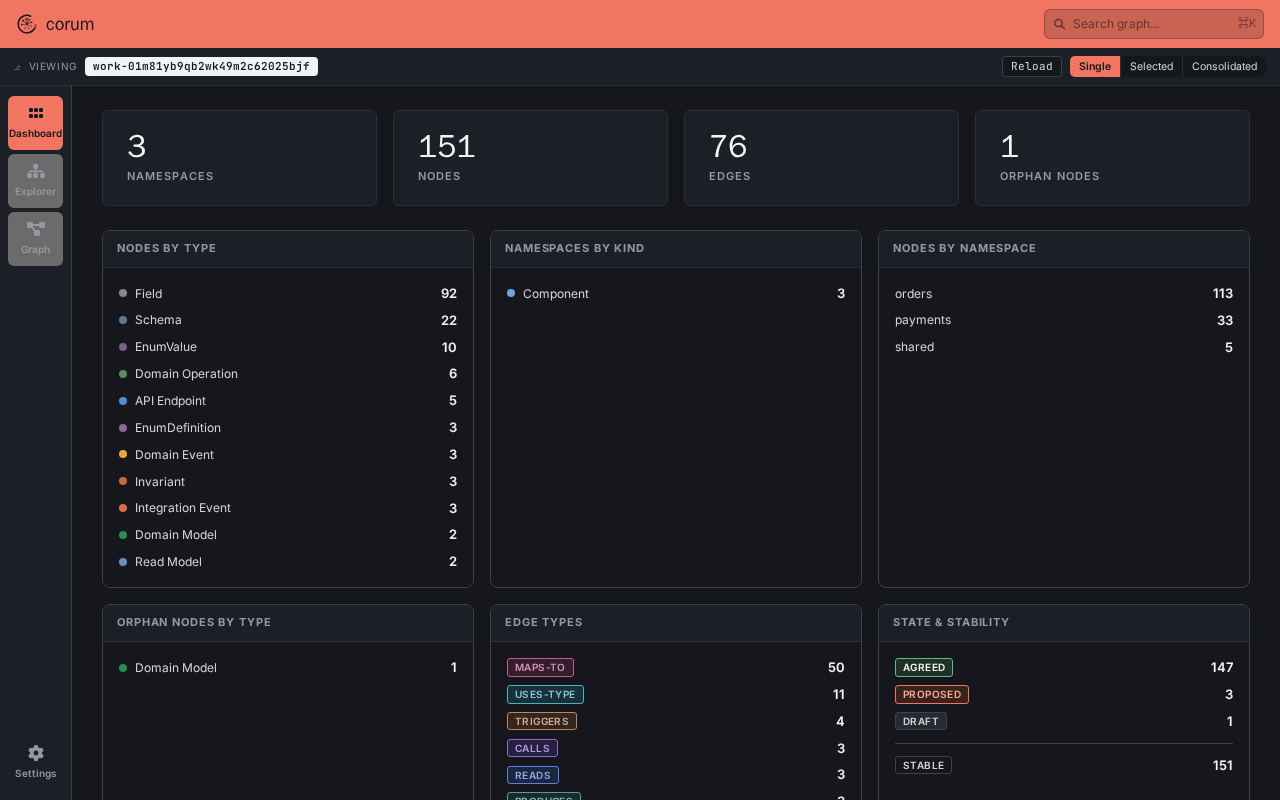 corum
Search graph...
⌘K
VIEWING
work-01m81yb9qb2wk49m2c62025bjf
Reload
Single
Selected
Consolidated
Dashboard
Explorer
Graph
Settings
3
NAMESPACES
151
NODES
76
EDGES
1
ORPHAN NODES
NODES BY TYPE
Field 92
Schema 22
EnumValue 10
Domain Operation 6
API Endpoint 5
EnumDefinition 3
Domain Event 3
Invariant 3
Integration Event 3
Domain Model 2
Read Model 2
NAMESPACES BY KIND
Component 3
NODES BY NAMESPACE
orders 113
payments 33
shared 5
ORPHAN NODES BY TYPE
Domain Model 1
EDGE TYPES
MAPS-TO 50
USES-TYPE 11
TRIGGERS 4
CALLS 3
READS 3
PRODUCES
STATE & STABILITY
AGREED 147
PROPOSED 3
DRAFT 1
STABLE 151